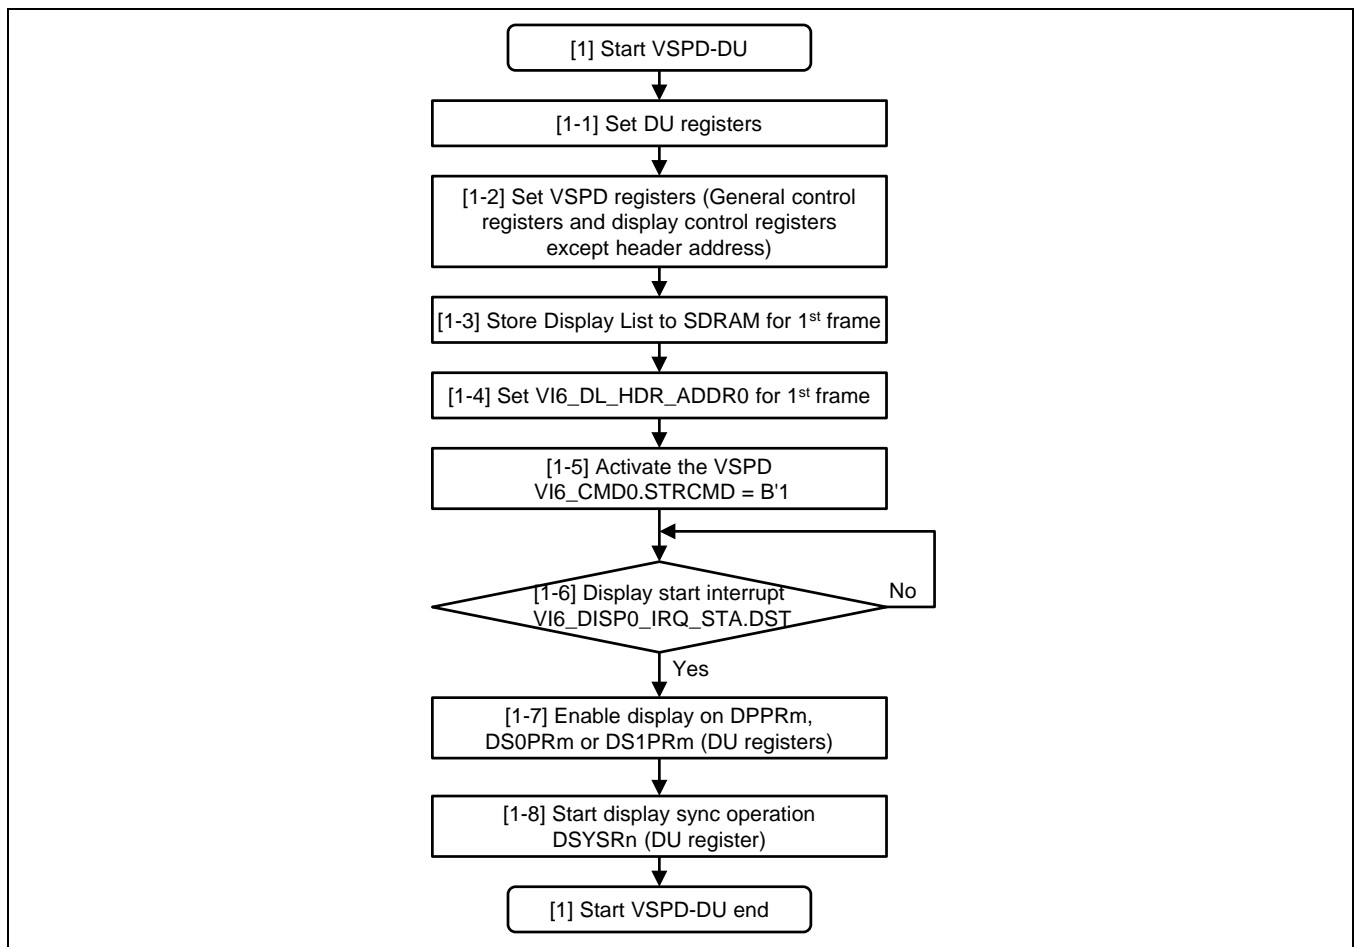 [1] Start VSPD-DU
[1-1] Set DU registers
[1-2] Set VSPD registers (General control
registers and display control registers
except header address)
[1-3] Store Display List to SDRAM for 1st frame
[1-4] Set VI6_DL_HDR_ADDR0 for 1st frame
[1-5] Activate the VSPD
VI6_CMD0.STRCMD = B'1
[1-6] Display start interrupt
VI6_DISP0_IRQ_STA.DST
No
Yes
[1-7] Enable display on DPPRm,
DS0PRm or DS1PRm (DU registers)
[1-8] Start display sync operation
DSYSRn (DU register)
[1] Start VSPD-DU end